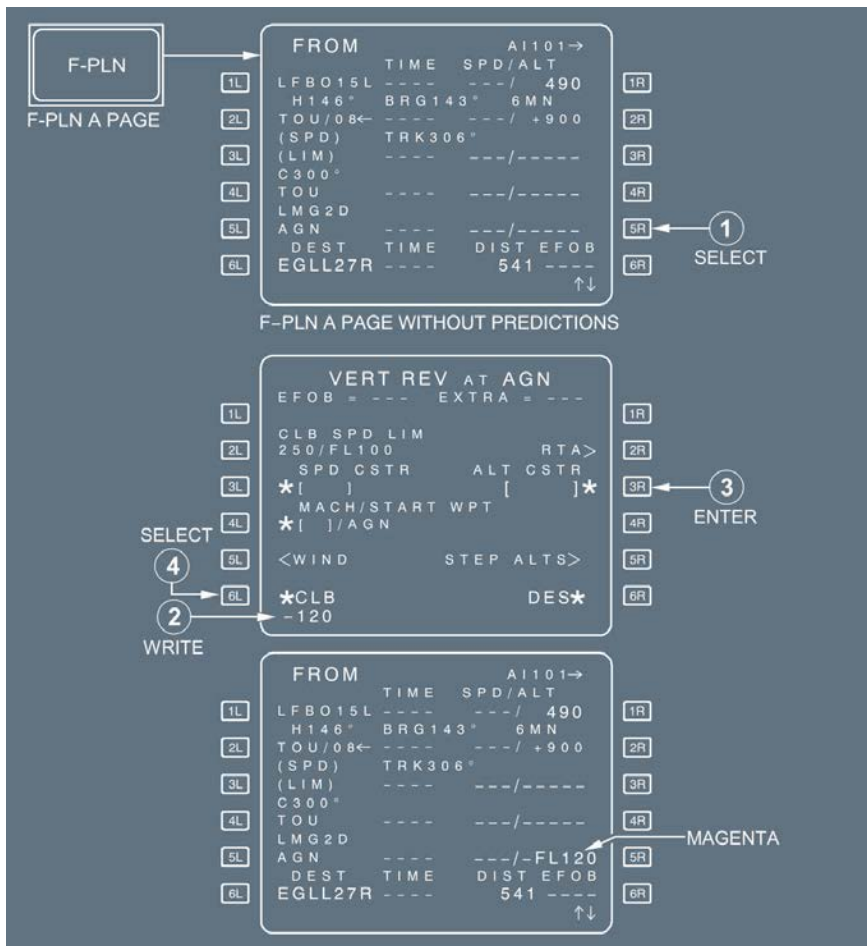 F-PLN
F-PLN A PAGE
FROM AI101→
TIME SPD/ALT
1L LFBO15L ---- ---/ 490 1R
H146° BRG143° 6MN
2L TOU/08← ---- ---/ +900 2R
(SPD) TRK306°
3L (LIM) ---- ---/----- 3R
C300°
4L TOU ---- ---/----- 4R
LMG2D
5L AGN ---- ---/----- 5R 1
SELECT
DEST TIME DIST EFOB
6L EGLL27R ---- 541 ---- 6R
↑↓
F-PLN A PAGE WITHOUT PREDICTIONS
VERT REV AT AGN
EFOB = --- EXTRA = ---
1L 1R
CLB SPD LIM
2L 250/FL100 RTA> 2R
SPD CSTR ALT CSTR
3L *[ ] [ ]* 3R 3
ENTER
MACH/START WPT
4L *[ ]/AGN 4R
SELECT
4
5L <WIND STEP ALTS> 5R
6L *CLB DES* 6R
2 -120
WRITE
FROM AI101→
TIME SPD/ALT
1L LFBO15L ---- ---/ 490 1R
H146° BRG143° 6MN
2L TOU/08← ---- ---/ +900 2R
(SPD) TRK306°
3L (LIM) ---- ---/----- 3R
C300°
4L TOU ---- ---/----- 4R
LMG2D
MAGENTA
5L AGN ---/-FL120 5R
DEST TIME DIST EFOB
6L EGLL27R ---- 541 ---- 6R
↑↓